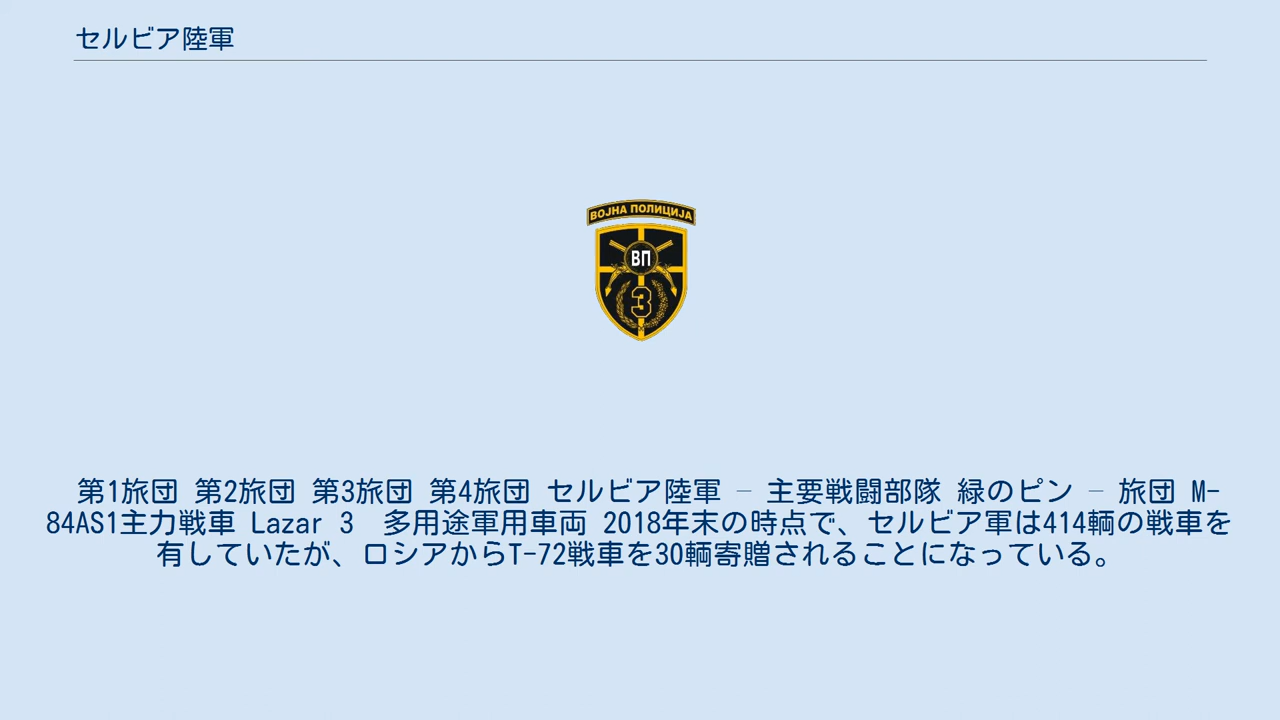 セルビア陸軍
ВОЈНА ПОЛИЦИЈА
ВП
3
第1旅団 第2旅団 第3旅団 第4旅団 セルビア陸軍 – 主要戦闘部隊 緑のピン – 旅団 M-
84AS1主力戦車 Lazar 3　多用途軍用車両 2018年末の時点で、セルビア軍は414輌の戦車を
有していたが、ロシアからT-72戦車を30輌寄贈されることになっている。